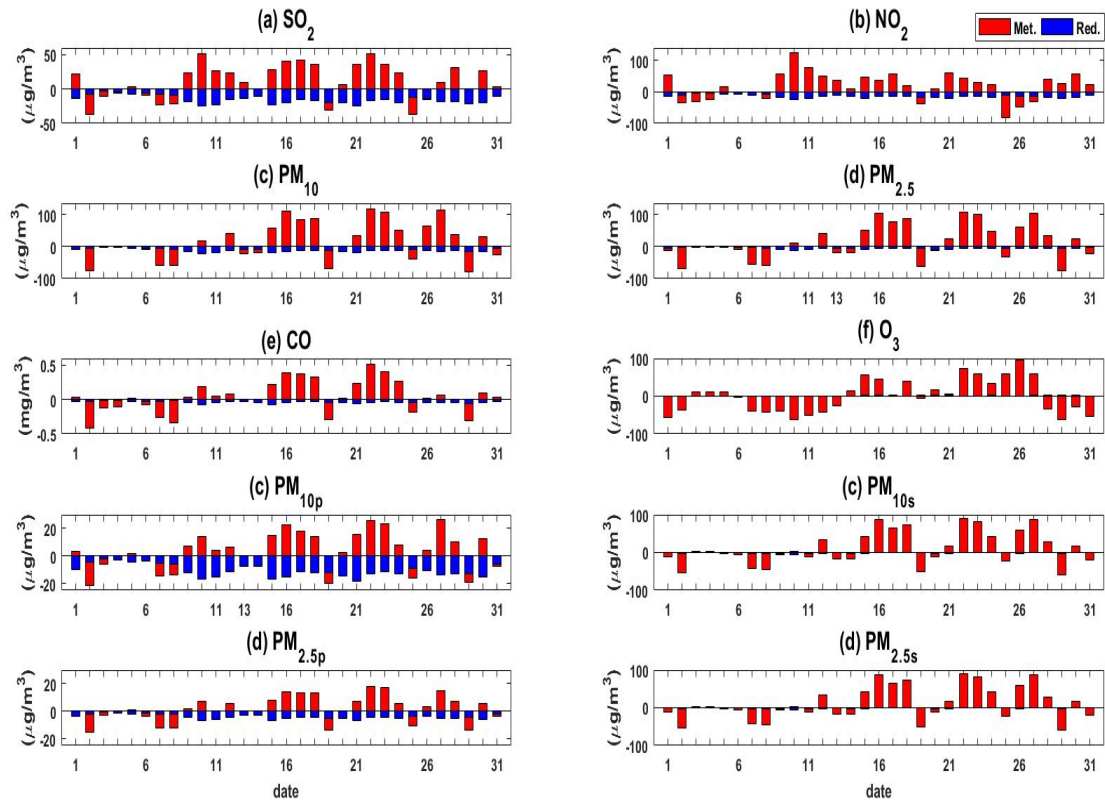 (a) SO2
(μg/m3)
50
0
-50
1 6 11 16 21 26 31
(b) NO2
Met. Red.
(μg/m3)
100
0
-100
1 6 11 16 21 26 31
(c) PM10
(μg/m3)
100
0
-100
1 6 11 16 21 26 31
(d) PM2.5
(μg/m3)
100
0
-100
1 6 11 13 16 21 26 31
(e) CO
(mg/m3)
0.5
0
-0.5
1 6 11 16 21 26 31
(f) O3
(μg/m3)
100
0
-100
1 6 11 16 21 26 31
(c) PM10p
(μg/m3)
20
0
-20
1 6 11 13 16 21 26 31
(c) PM10s
(μg/m3)
100
0
-100
1 6 11 16 21 26 31
(d) PM2.5p
(μg/m3)
20
0
-20
1 6 11 16 21 26 31
date
(d) PM2.5s
(μg/m3)
100
0
-100
1 6 11 16 21 26 31
date